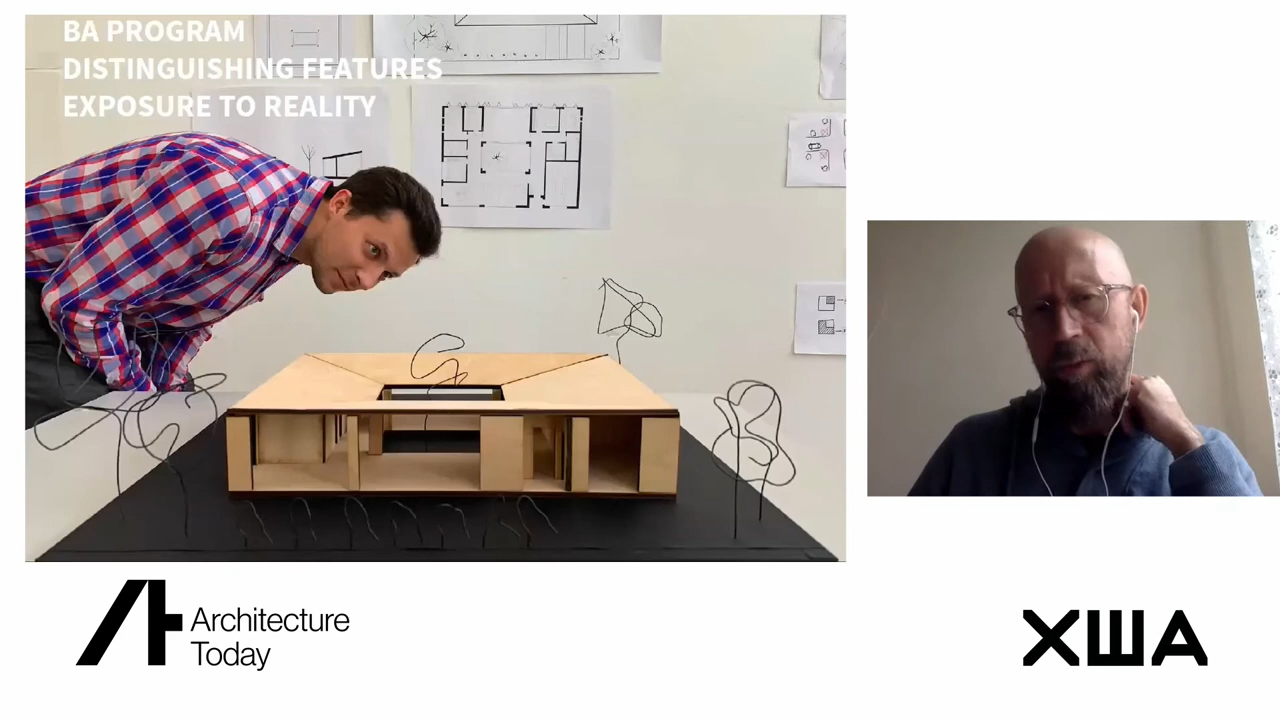 BA PROGRAM
DISTINGUISHING FEATURES
EXPOSURE TO REALITY
Architecture
Today
ХША